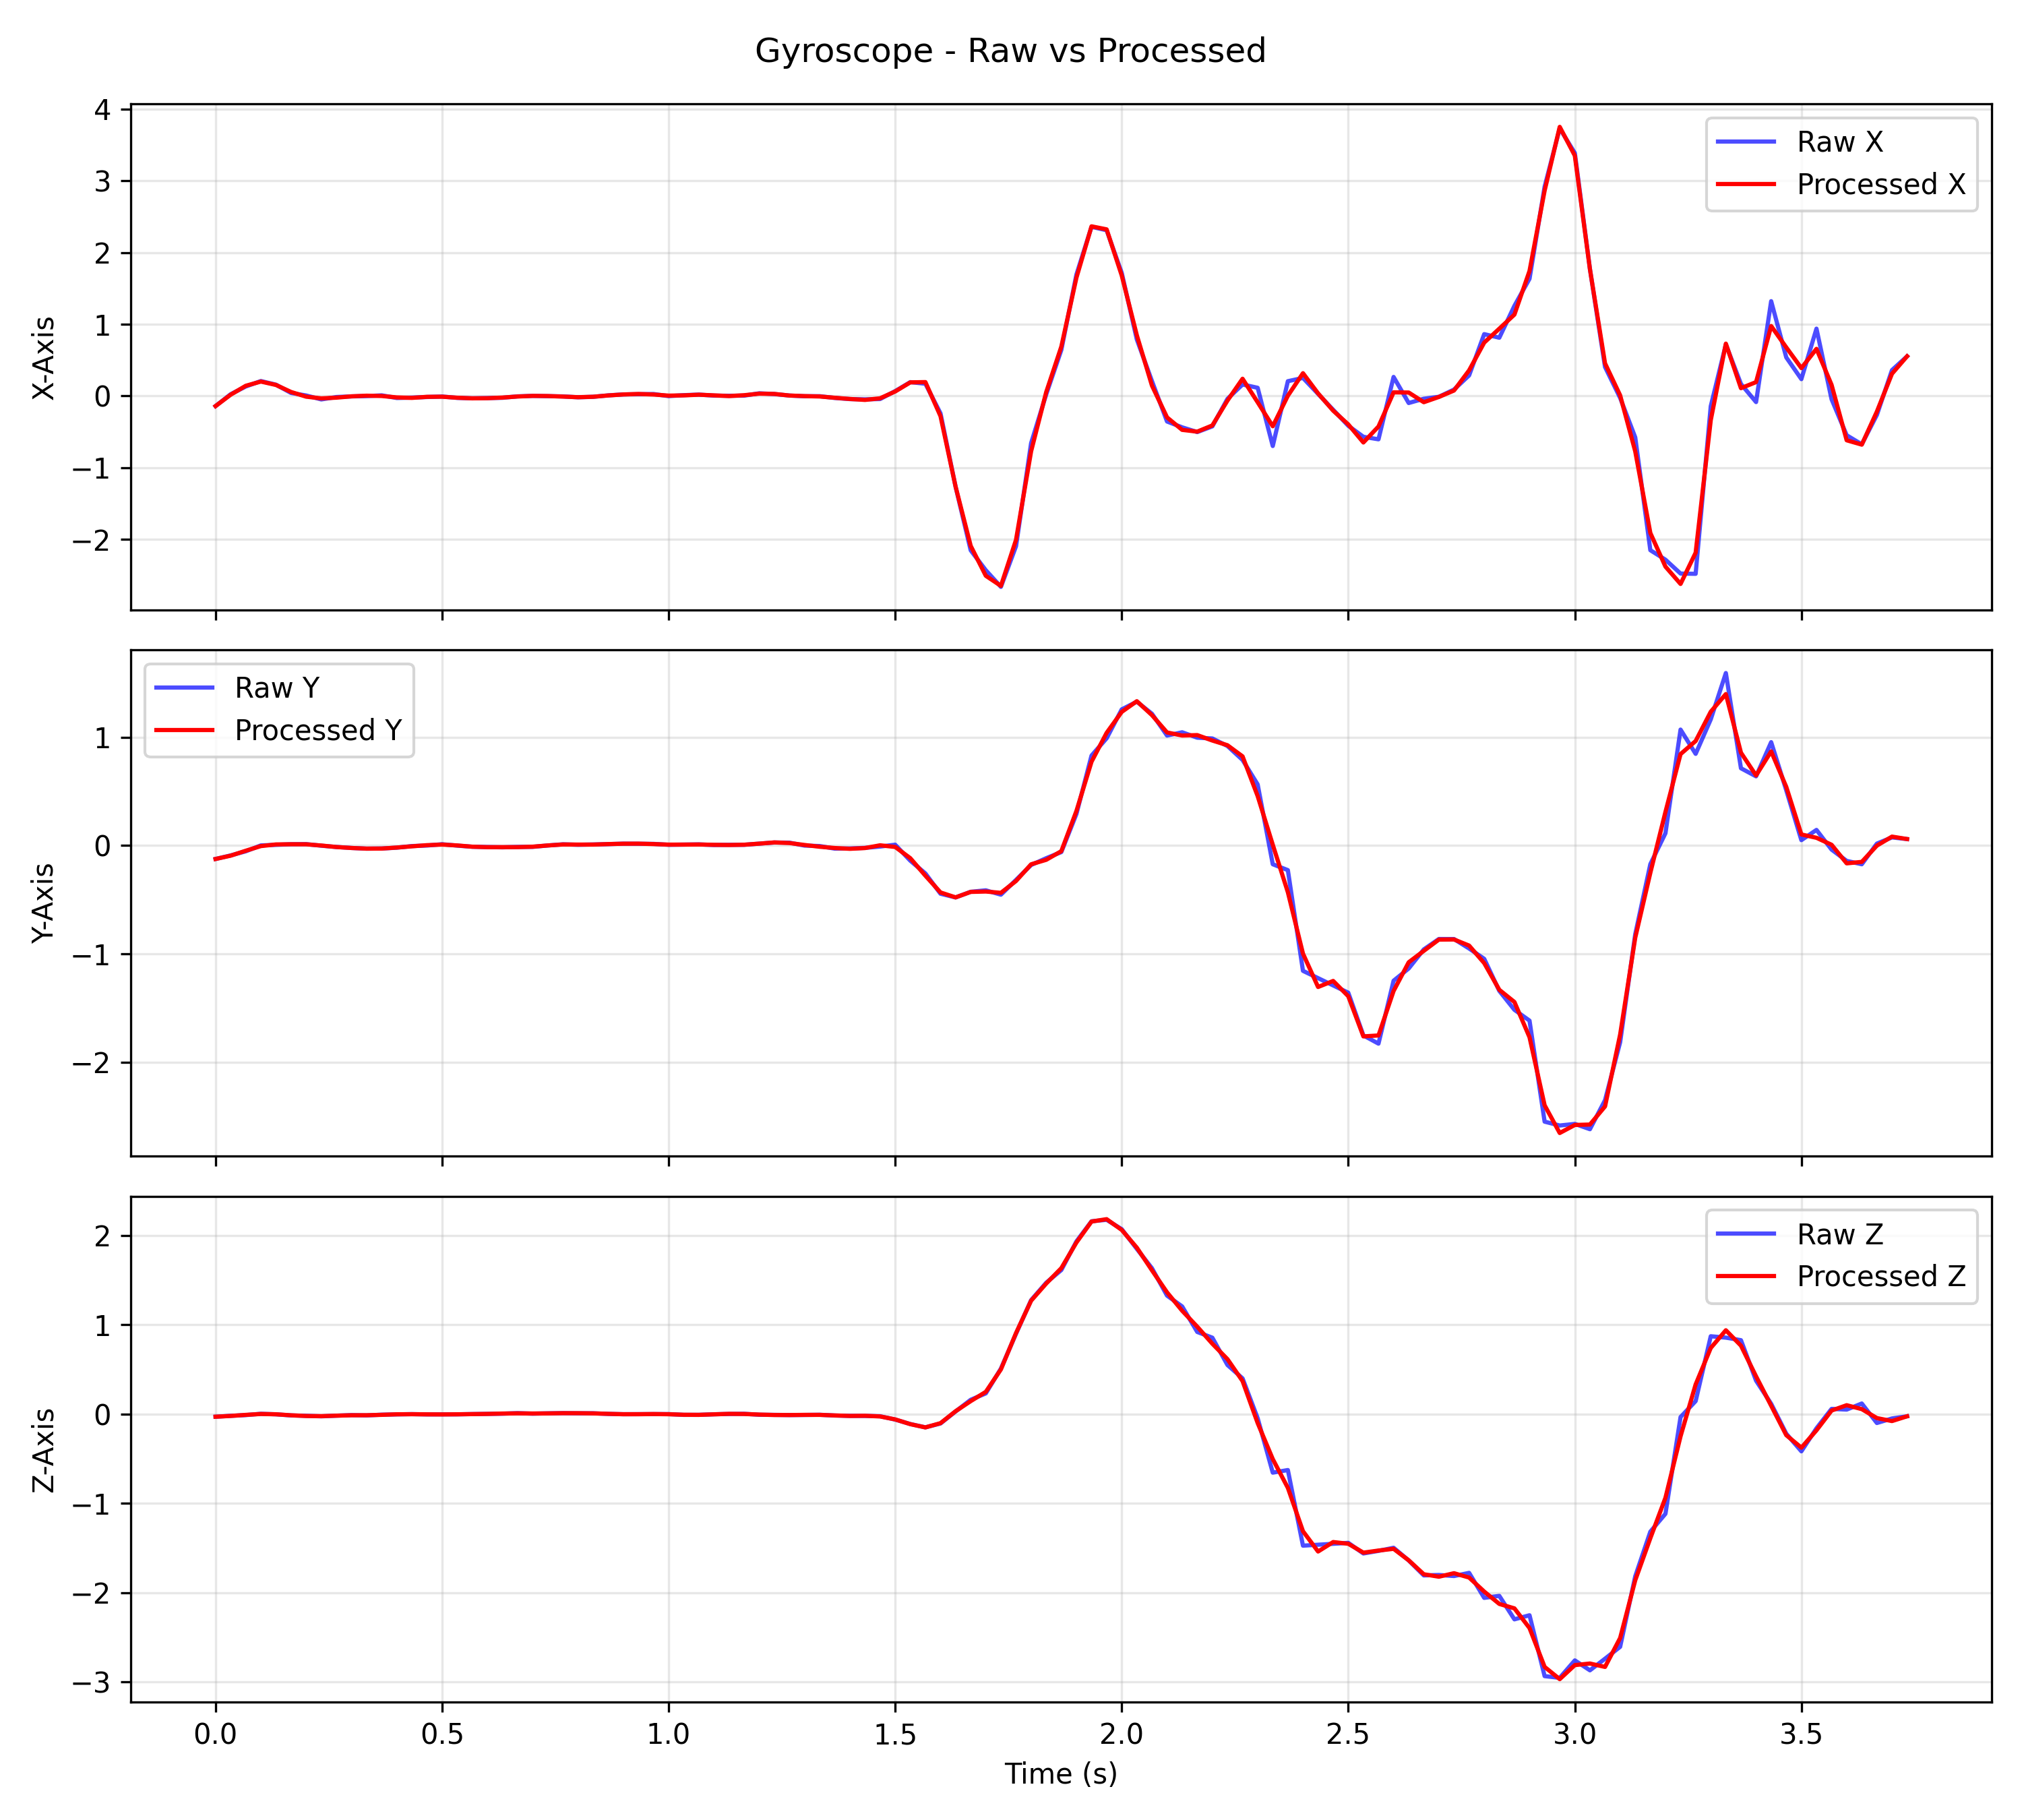 Gyroscope - Raw vs Processed
4
3
2
1
0
−1
−2
X-Axis
Raw X
Processed X
1
0
−1
−2
Y-Axis
Raw Y
Processed Y
2
1
0
−1
−2
−3
Z-Axis
Raw Z
Processed Z
0.0 0.5 1.0 1.5 2.0 2.5 3.0 3.5
Time (s)